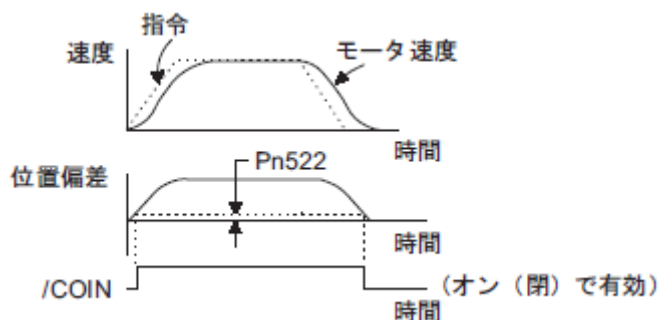 指令
速度
モータ速度
時間
Pn522
位置偏差
時間
/COIN
(オン（閉）で有効)
時間